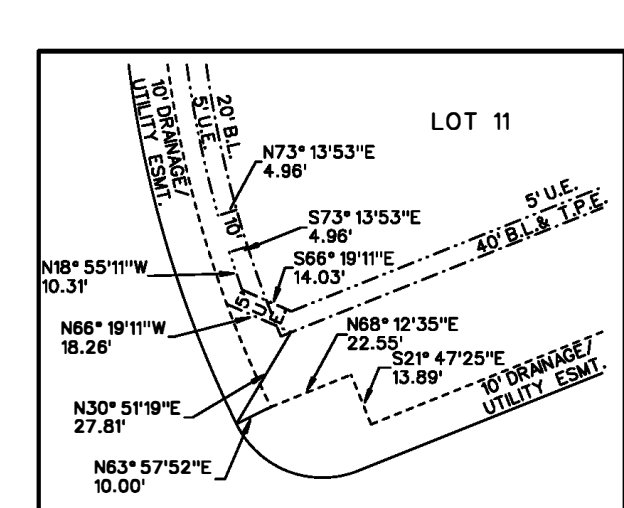 LOT 11
10' DRAINAGE/
UTILITY ESMT.
5' U.E.
20' B.L.
N73° 13'53"E
4.96'
10'
S73° 13'53"E
4.96'
5' U.E.
40' B.L.& T.P.E.
N18° 55'11"W
10.31'
S66° 19'11"E
14.03'
5' U.E.
N66° 19'11"W
18.26'
N68° 12'35"E
22.55'
S21° 47'25"E
13.89'
10' DRAINAGE/
UTILITY ESMT.
N30° 51'19"E
27.81'
N63° 57'52"E
10.00'